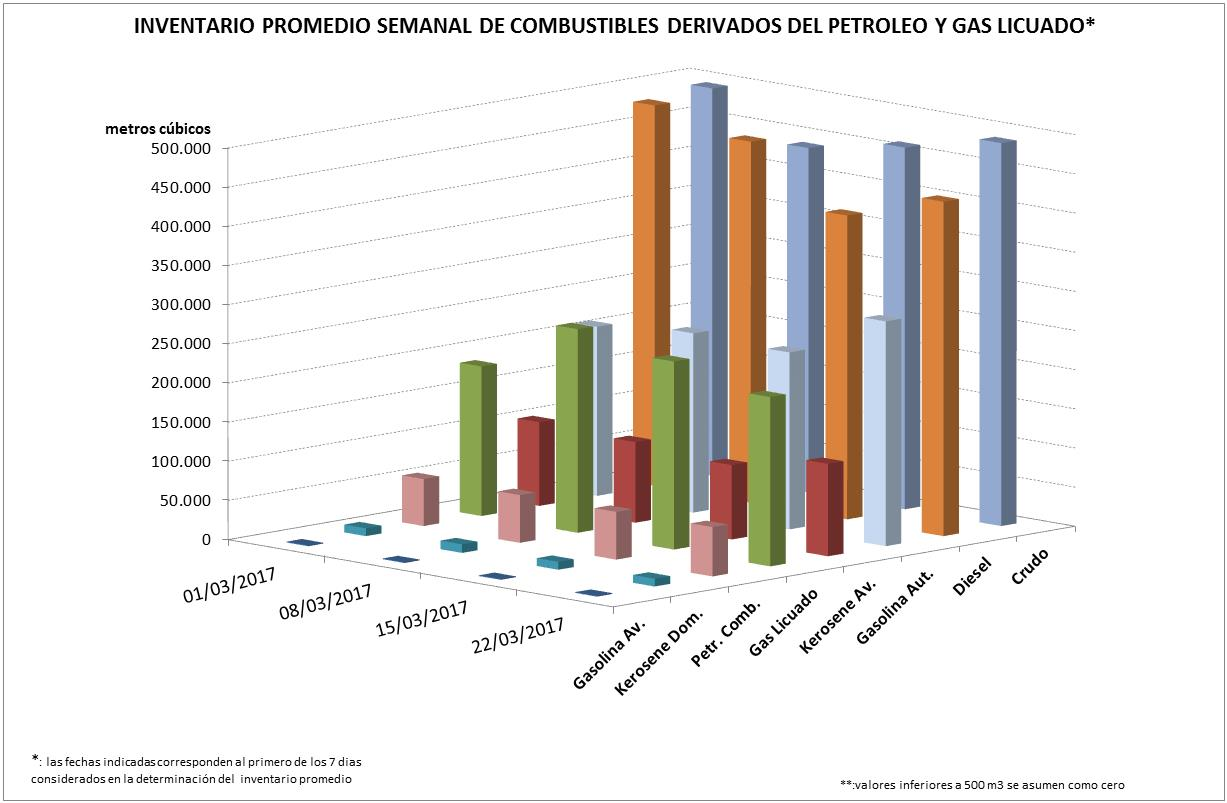 INVENTARIO PROMEDIO SEMANAL DE COMBUSTIBLES DERIVADOS DEL PETROLEO Y GAS LICUADO*
metros cúbicos
500.000
450.000
400.000
350.000
300.000
250.000
200.000
150.000
100.000
50.000
0
01/03/2017
08/03/2017
15/03/2017
22/03/2017
Gasolina Av.
Kerosene Dom.
Petr. Comb.
Gas Licuado
Kerosene Av.
Gasolina Aut.
Diesel
Crudo
*: las fechas indicadas corresponden al primero de los 7 dias
considerados en la determinación del inventario promedio
**:valores inferiores a 500 m3 se asumen como cero